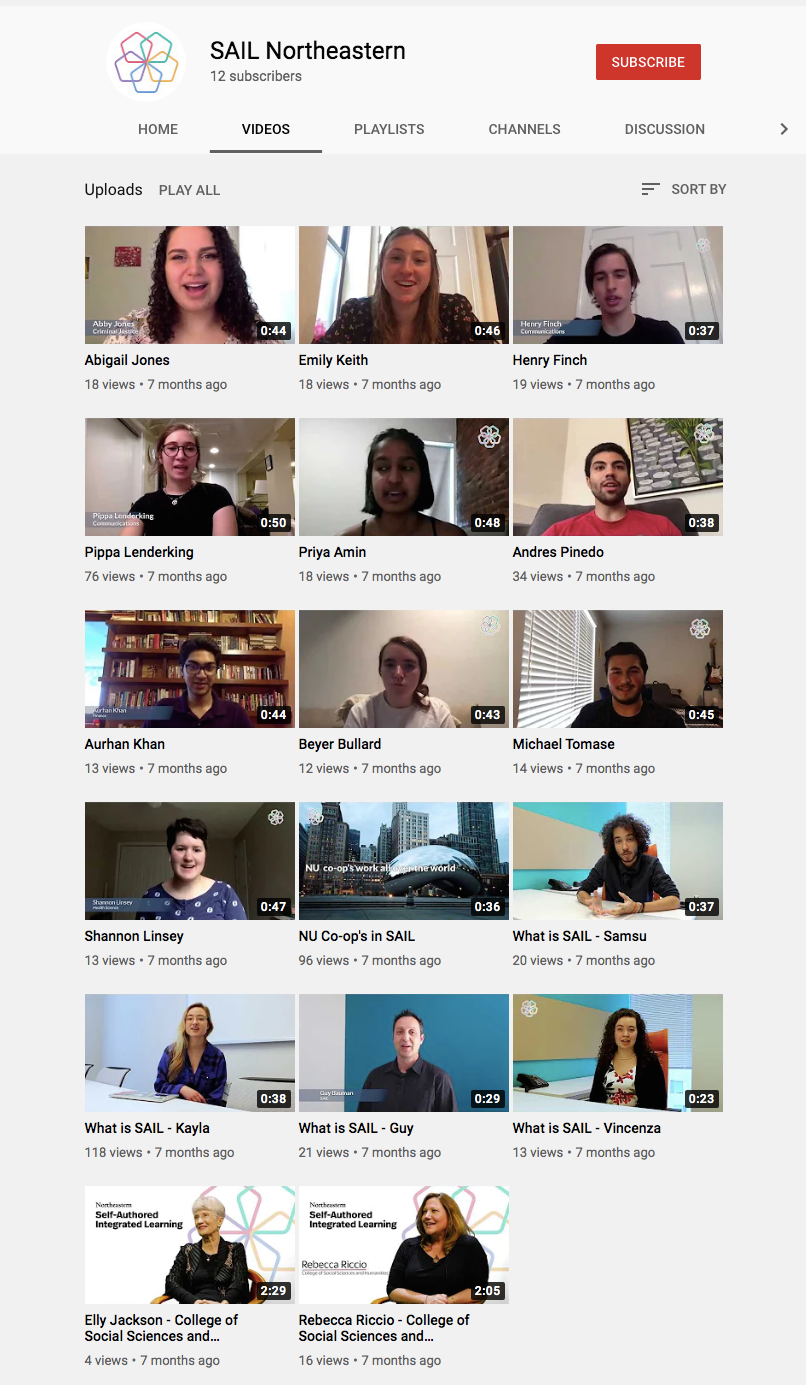 SAIL Northeastern
12 subscribers
SUBSCRIBE
HOME VIDEOS PLAYLISTS CHANNELS DISCUSSION
Uploads PLAY ALL SORT BY
Abby Jones
Criminal Justice
0:44
0:46
Henry Finch
Communications
0:37
Abigail Jones
18 views • 7 months ago
Emily Keith
18 views • 7 months ago
Henry Finch
19 views • 7 months ago
Pippa Lenderking
Communications
0:50
0:48
0:38
Pippa Lenderking
76 views • 7 months ago
Priya Amin
18 views • 7 months ago
Andres Pinedo
34 views • 7 months ago
Aurhan Khan
Finance
0:44
0:43
0:45
Aurhan Khan
13 views • 7 months ago
Beyer Bullard
12 views • 7 months ago
Michael Tomase
14 views • 7 months ago
Shannon Linsey
Health Science
0:47
NU co-op's work all over the world
0:36
0:37
Shannon Linsey
13 views • 7 months ago
NU Co-op's in SAIL
96 views • 7 months ago
What is SAIL - Samsu
20 views • 7 months ago
0:38
Guy Bauman
0:29
0:23
What is SAIL - Kayla
118 views • 7 months ago
What is SAIL - Guy
21 views • 7 months ago
What is SAIL - Vincenza
13 views • 7 months ago
Northeastern
Self-Authored
Integrated Learning
2:29
Northeastern
Self-Authored
Integrated Learning
Rebecca Riccio
College of Social Sciences and Humanities
2:05
Elly Jackson - College of
Social Sciences and...
4 views • 7 months ago
Rebecca Riccio - College of
Social Sciences and...
16 views • 7 months ago